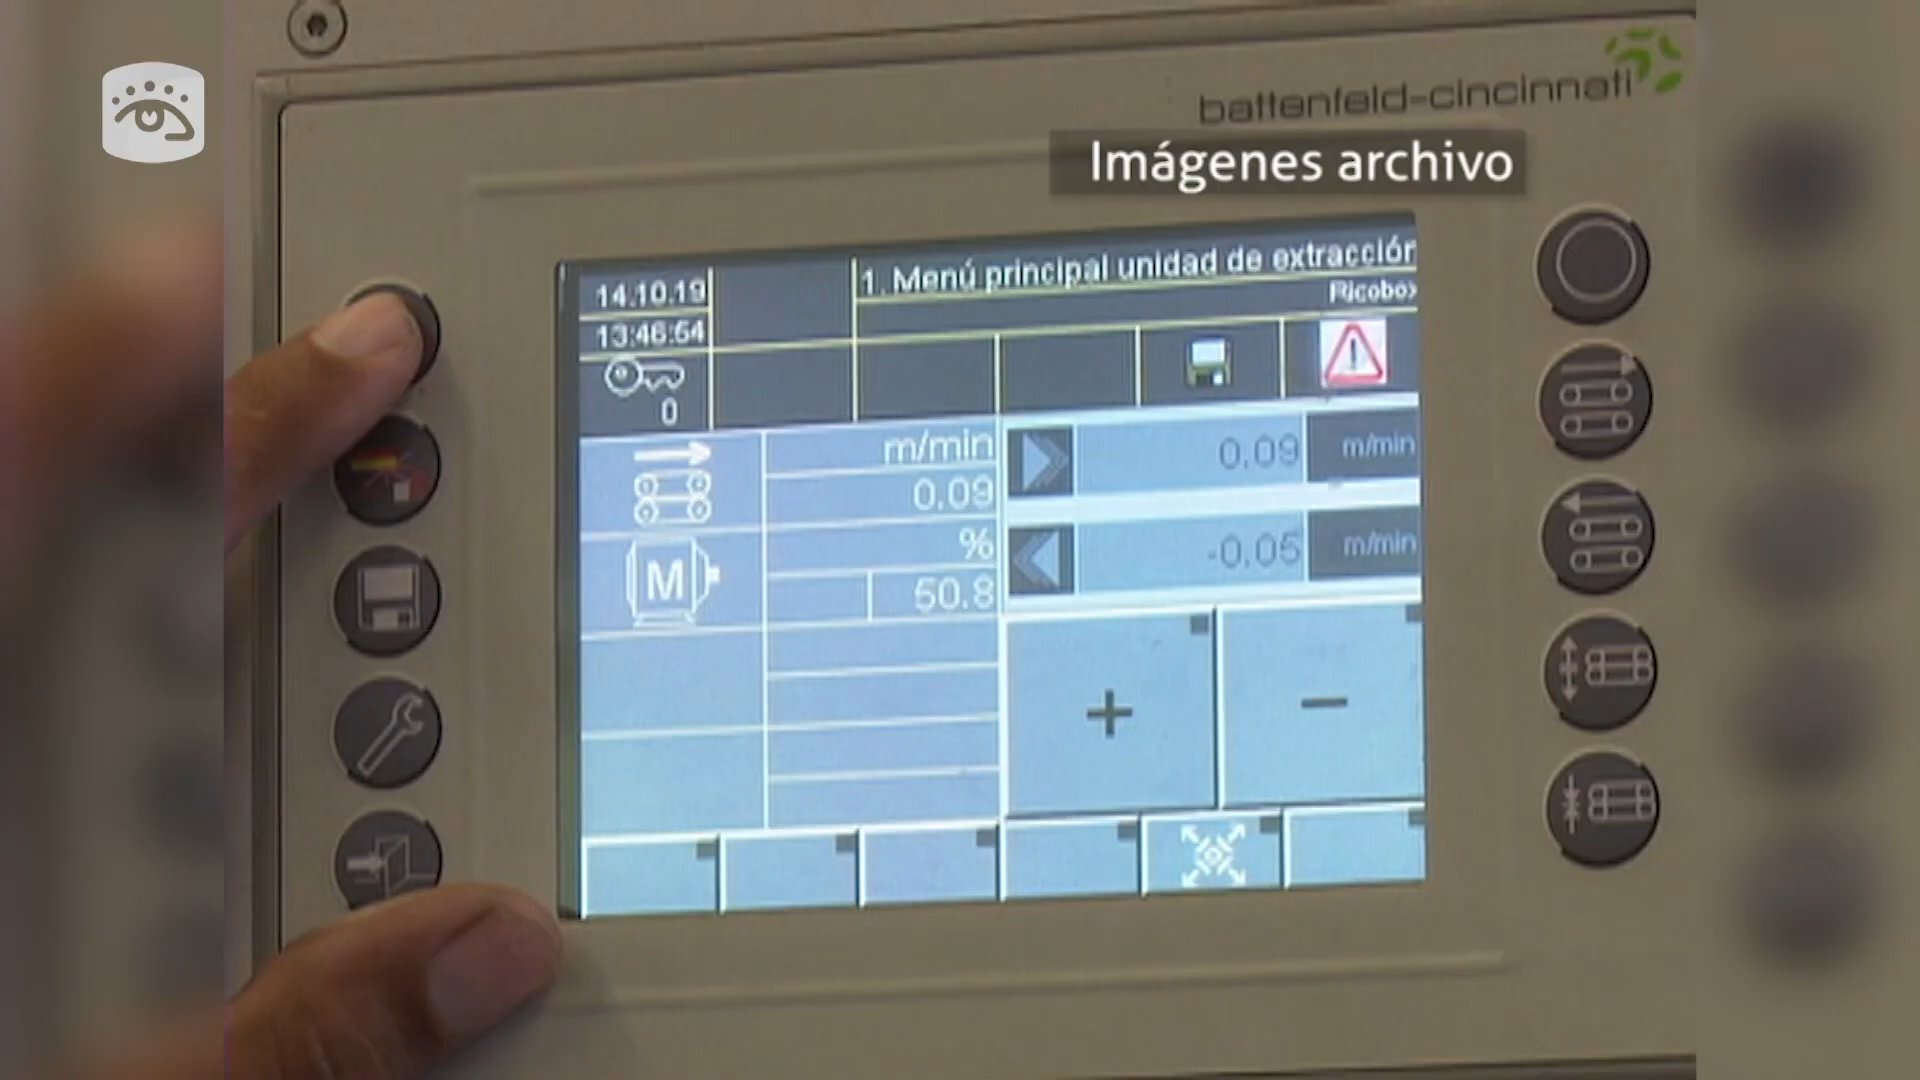 battenfeld-cincinnati
Imágenes archivo
14.10.19
1. Menú principal unidad de extracción
Ricobox
13:46:54
0
m/min
0.09
0.09 m/min
%
-0.05 m/min
M
50.8
+ −